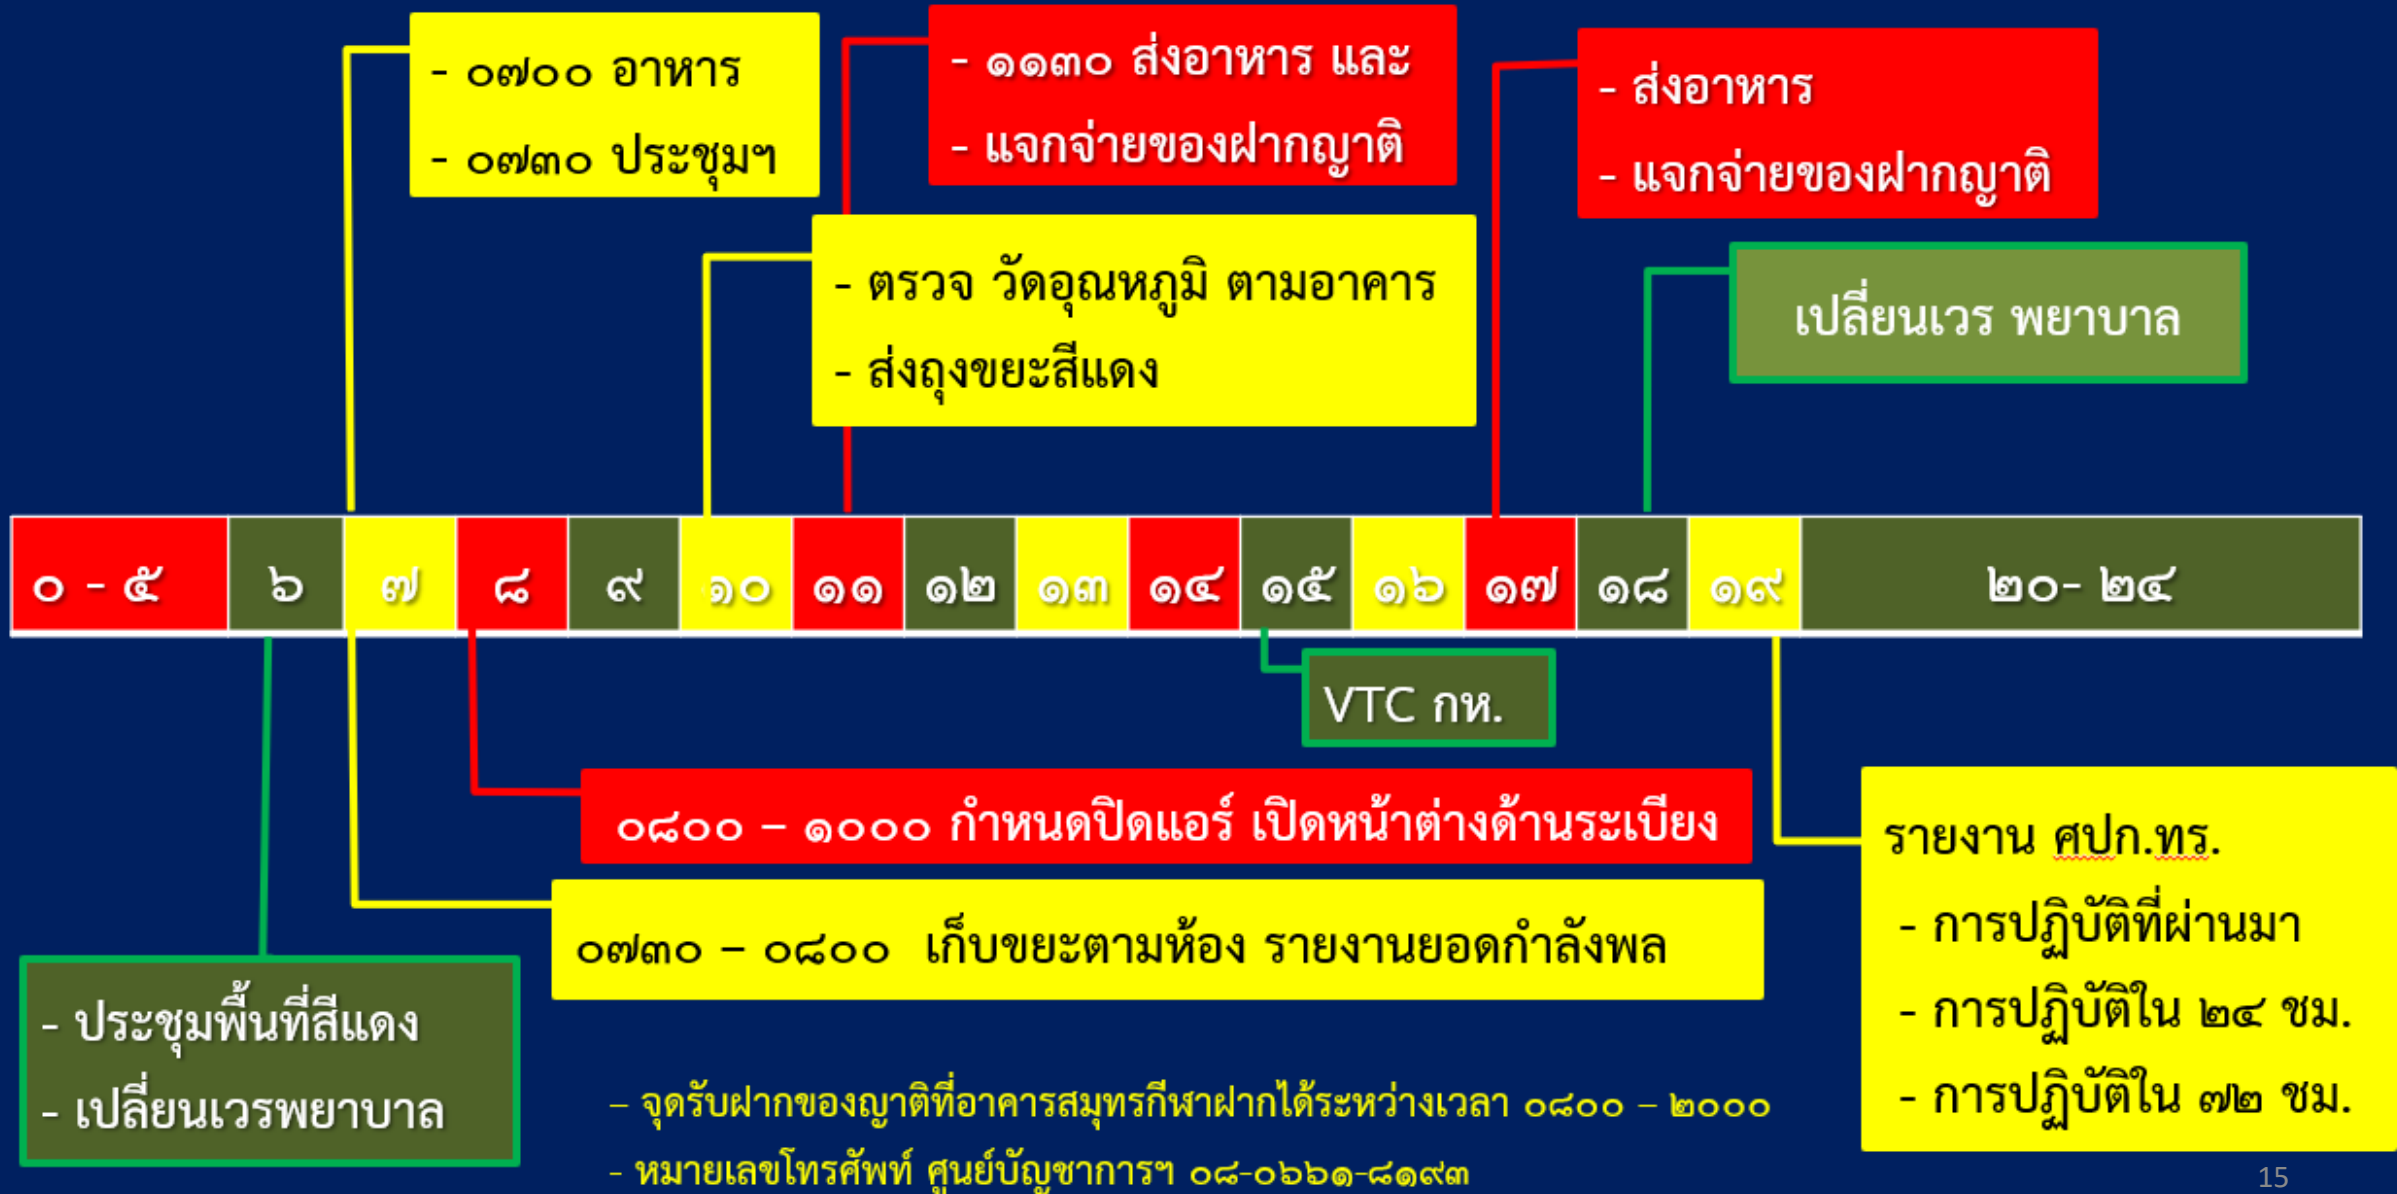 - ๐๗๐๐ อาหาร
- ๐๗๓๐ ประชุมฯ
- ๑๑๓๐ ส่งอาหาร และ
- แจกจ่ายของฝากญาติ
- ส่งอาหาร
- แจกจ่ายของฝากญาติ
- ตรวจ วัดอุณหภูมิ ตามอาคาร
- ส่งถุงขยะสีแดง
เปลี่ยนเวร พยาบาล
๐ - ๕ ๖ ๗ ๘ ๙ ๑๐ ๑๑ ๑๒ ๑๓ ๑๔ ๑๕ ๑๖ ๑๗ ๑๘ ๑๙ ๒๐- ๒๔
VTC กห.
๐๘๐๐ – ๑๐๐๐ กำหนดปิดแอร์ เปิดหน้าต่างด้านระเบียง
๐๗๓๐ – ๐๘๐๐ เก็บขยะตามห้อง รายงานยอดกำลังพล
รายงาน ศปก.ทร.
- การปฏิบัติที่ผ่านมา
- การปฏิบัติใน ๒๔ ชม.
- การปฏิบัติใน ๗๒ ชม.
- ประชุมพื้นที่สีแดง
- เปลี่ยนเวรพยาบาล
– จุดรับฝากของญาติที่อาคารสมุทรกีฬาฝากได้ระหว่างเวลา ๐๘๐๐ – ๒๐๐๐
- หมายเลขโทรศัพท์ ศูนย์บัญชาการฯ ๐๘-๐๖๖๑-๘๑๙๓
15